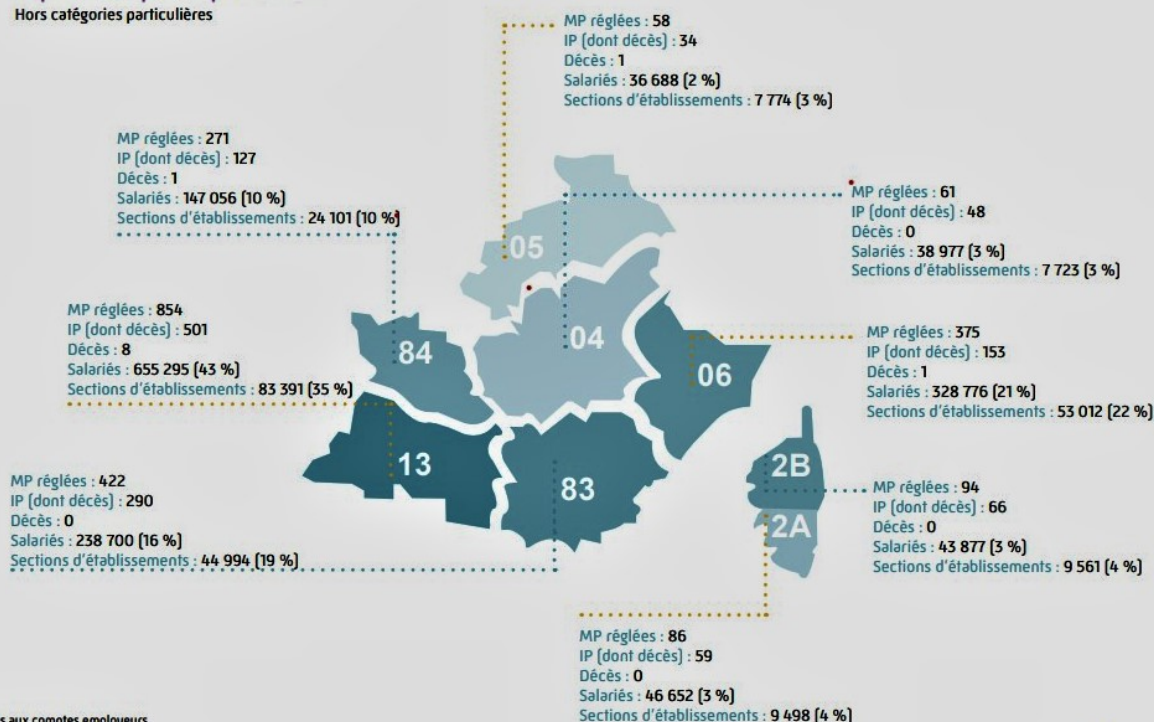 Hors catégories particulières
MP réglées : 58
IP (dont décès) : 34
Décès : 1
Salariés : 36 688 (2 %)
Sections d'établissements : 7 774 (3 %)
MP réglées : 271
IP (dont décès) : 127
Décès : 1
Salariés : 147 056 (10 %)
Sections d'établissements : 24 101 (10 %)
MP réglées : 61
IP (dont décès) : 48
Décès : 0
Salariés : 38 977 (3 %)
Sections d'établissements : 7 723 (3 %)
MP réglées : 854
IP (dont décès) : 501
Décès : 8
Salariés : 655 295 (43 %)
Sections d'établissements : 83 391 (35 %)
MP réglées : 375
IP (dont décès) : 153
Décès : 1
Salariés : 328 776 (21 %)
Sections d'établissements : 53 012 (22 %)
05
04
84
06
13
83
2B
2A
MP réglées : 422
IP (dont décès) : 290
Décès : 0
Salariés : 238 700 (16 %)
Sections d'établissements : 44 994 (19 %)
MP réglées : 94
IP (dont décès) : 66
Décès : 0
Salariés : 43 877 (3 %)
Sections d'établissements : 9 561 (4 %)
MP réglées : 86
IP (dont décès) : 59
Décès : 0
Salariés : 46 652 (3 %)
Sections d'établissements : 9 498 (4 %)
aux comptes employeurs